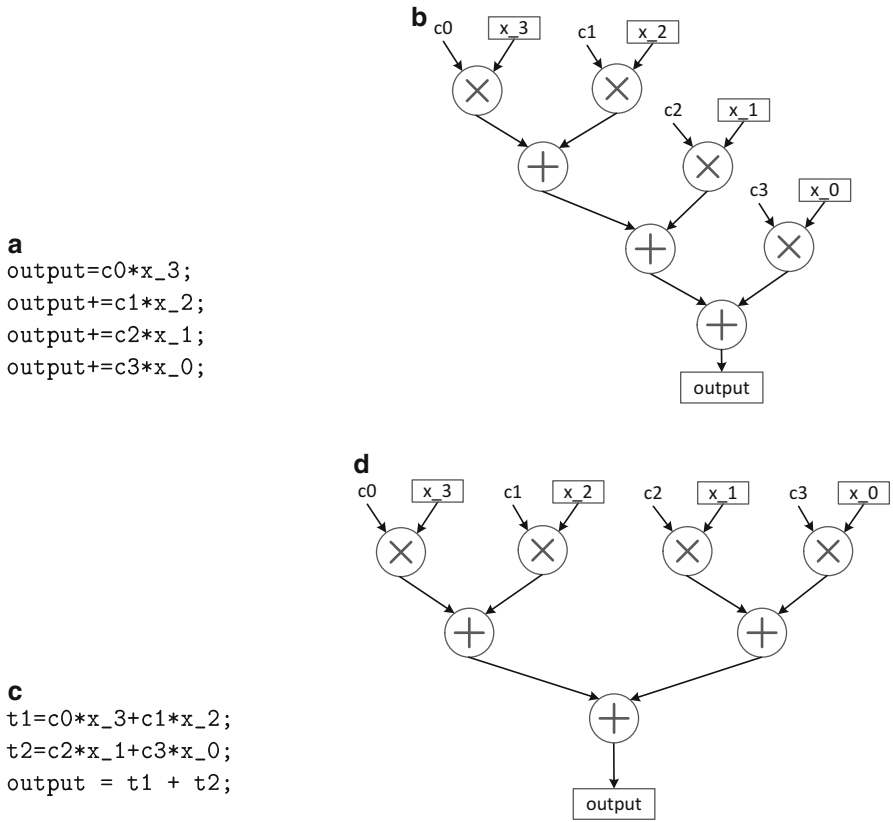 b
c0 x_3 c1 x_2
c2 x_1
c3 x_0
output
a
output=c0*x_3;
output+=c1*x_2;
output+=c2*x_1;
output+=c3*x_0;
d
c0 x_3 c1 x_2 c2 x_1 c3 x_0
output
c
t1=c0*x_3+c1*x_2;
t2=c2*x_1+c3*x_0;
output = t1 + t2;